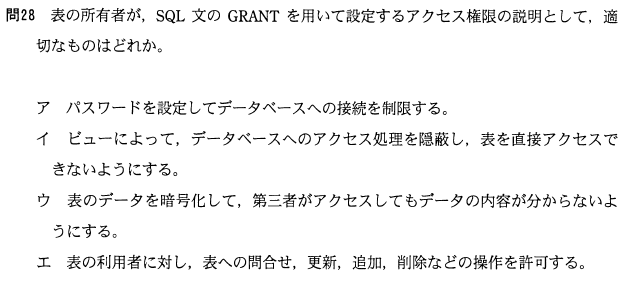 問28 表の所有者が，SQL 文の GRANT を用いて設定するアクセス権限の説明として，適
切なものはどれか。
ア パスワードを設定してデータベースへの接続を制限する。
イ ビューによって，データベースへのアクセス処理を隠蔽し，表を直接アクセスで
きないようにする。
ウ 表のデータを暗号化して，第三者がアクセスしてもデータの内容が分からないよ
うにする。
エ 表の利用者に対し，表への問合せ，更新，追加，削除などの操作を許可する。